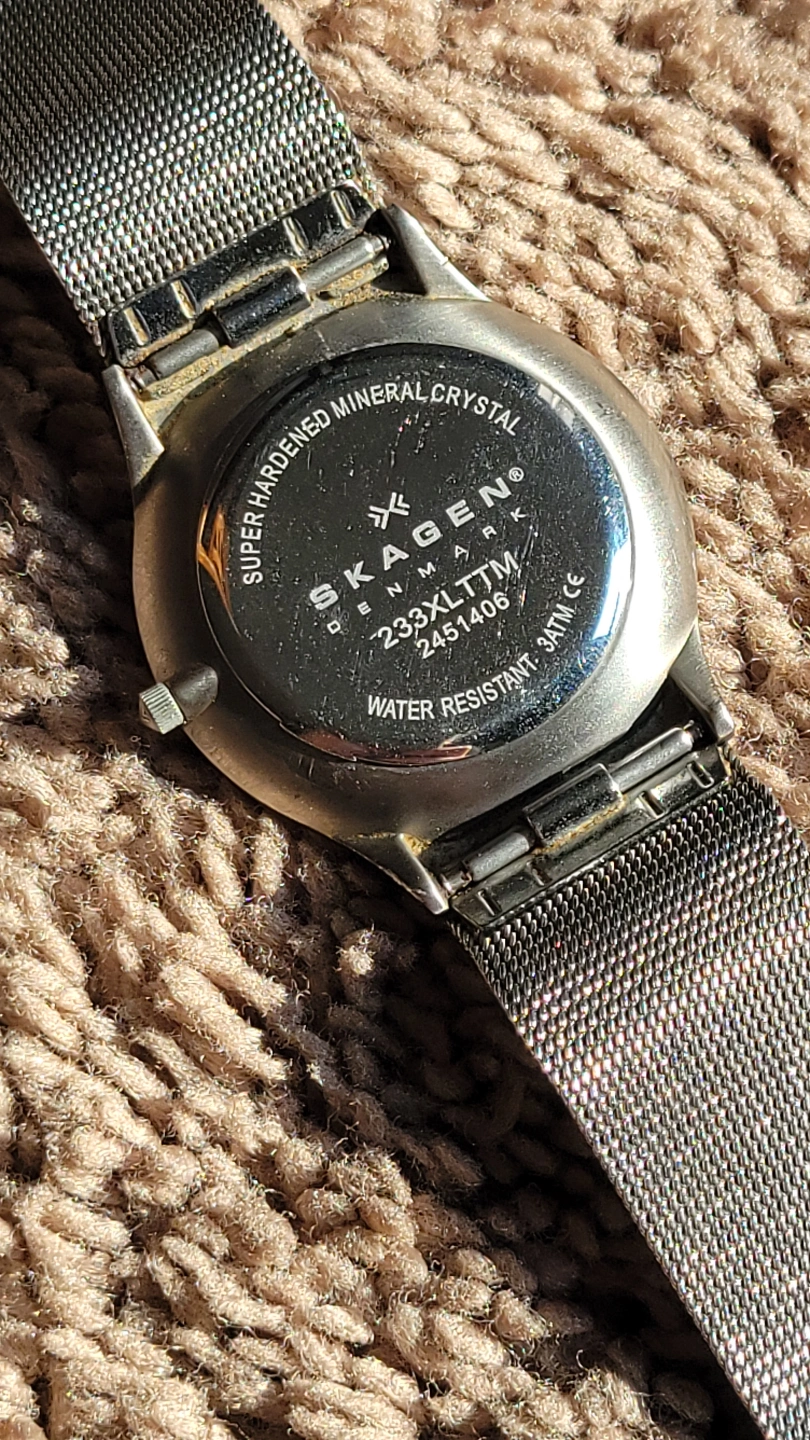 SUPER HARDENED MINERAL CRYSTAL
SKAGEN®
DENMARK
233XLTTM
2451406
WATER RESISTANT 3ATM CE